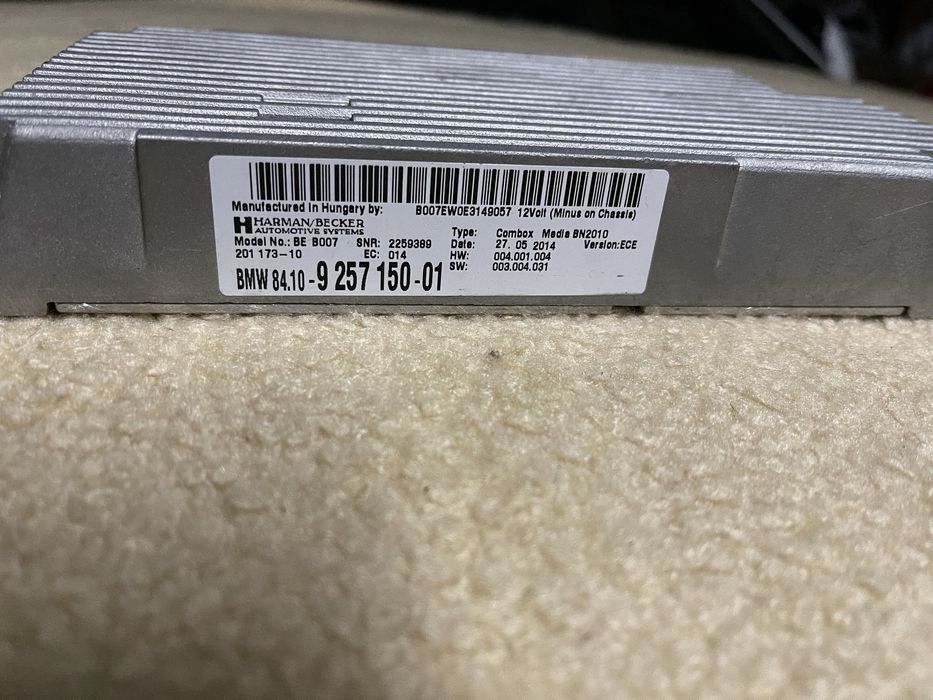 Manufactured in Hungary by: B007EW0E3149057 12Volt (Minus on Chassis)
HARMAN/BECKER
AUTOMOTIVE SYSTEMS
Type: Combox Media BN2010
Model No.: BE B007 SNR: 2259389 Date: 27. 05 2014 Version:ECE
201 173-10 EC: 014 HW: 004.001.004
SW: 003.004.031
BMW 84.10-9 257 150-01